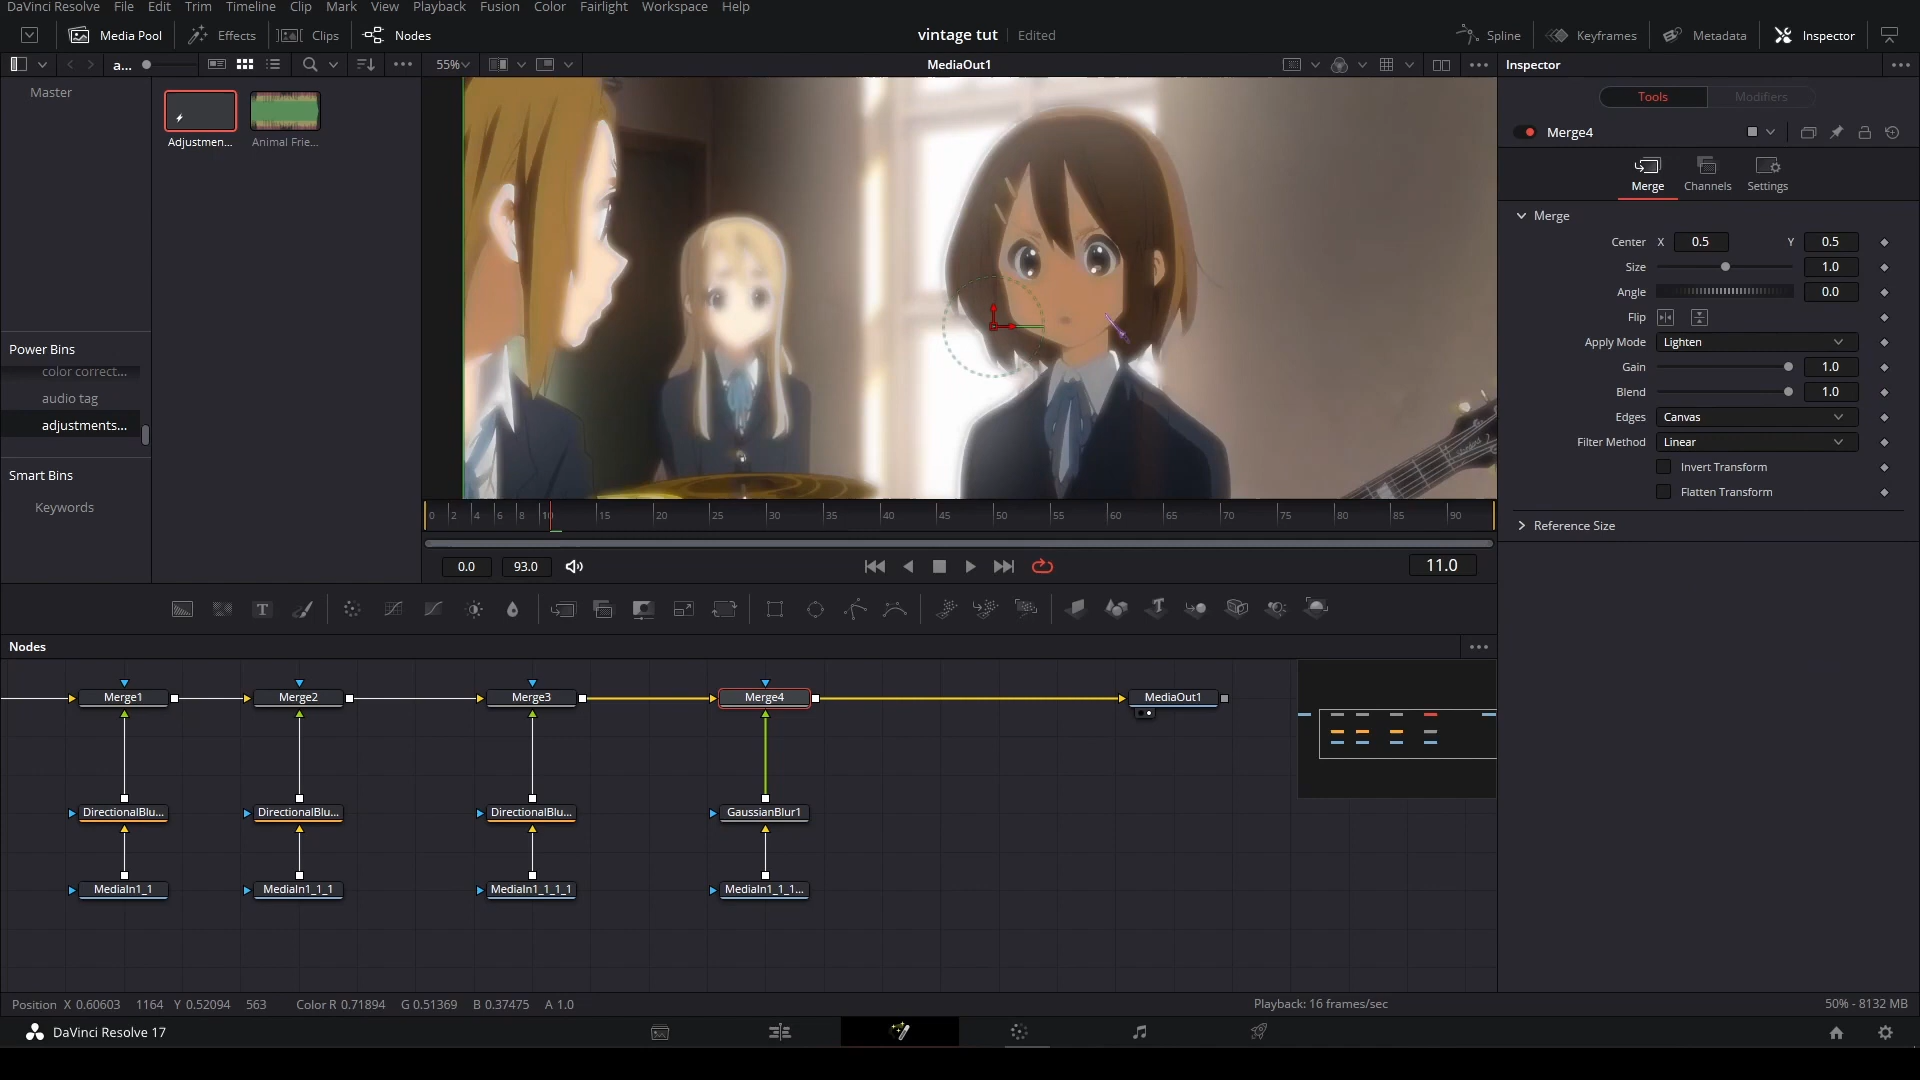 DaVinci Resolve File Edit Trim Timeline Clip Mark View Playback Fusion Color Fairlight Workspace Help
Media Pool Effects Clips Nodes vintage tut Edited Spline Keyframes Metadata Inspector
a... 55% MediaOut1 Inspector
Master
Adjustmen... Animal Frie...
Tools Modifiers
Merge4
Merge Channels Settings
Merge
Center X 0.5 Y 0.5
Size 1.0
Angle 0.0
Flip
Apply Mode Lighten
Gain 1.0
Blend 1.0
Edges Canvas
Filter Method Linear
Invert Transform
Flatten Transform
Reference Size
Power Bins
color correct...
audio tag
adjustments...
Smart Bins
Keywords
0 2 4 6 8 10 15 20 25 30 35 40 45 50 55 60 65 70 75 80 85 90
0.0 93.0 11.0
Nodes
Merge1 Merge2 Merge3 Merge4 MediaOut1
DirectionalBlu... DirectionalBlu... DirectionalBlu... GaussianBlur1
MediaIn1_1 MediaIn1_1_1 MediaIn1_1_1_1 MediaIn1_1_1...
Position X 0.60603 1164 Y 0.52094 563 Color R 0.71894 G 0.51369 B 0.37475 A 1.0 Playback: 16 frames/sec 50% - 8132 MB
DaVinci Resolve 17